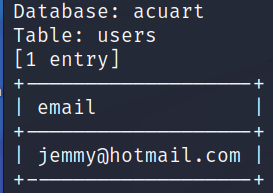 Database: acuart
Table: users
[1 entry]
+--------------------+
| email              |
+--------------------+
| jemmy@hotmail.com |
+--------------------+